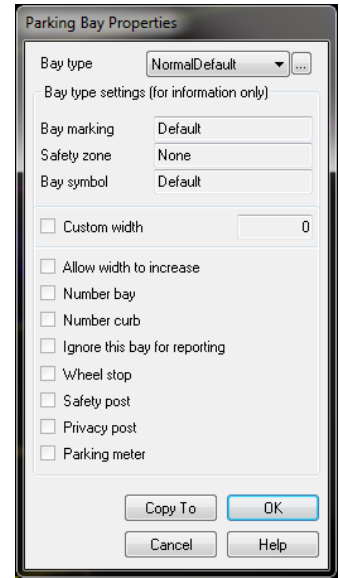 Parking Bay Properties
Bay type NormalDefault ...
Bay type settings (for information only)
Bay marking Default
Safety zone None
Bay symbol Default
Custom width 0
Allow width to increase
Number bay
Number curb
Ignore this bay for reporting
Wheel stop
Safety post
Privacy post
Parking meter
Copy To OK
Cancel Help